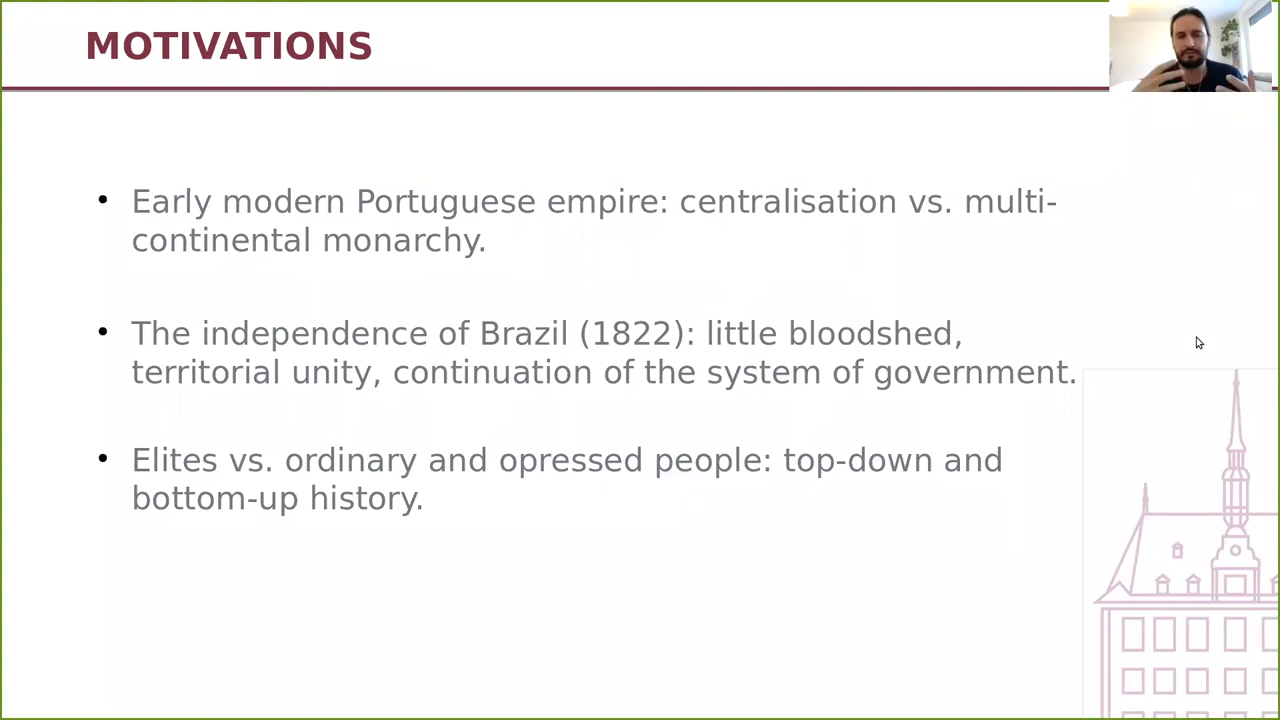 MOTIVATIONS
• Early modern Portuguese empire: centralisation vs. multi-
continental monarchy.
• The independence of Brazil (1822): little bloodshed,
territorial unity, continuation of the system of government.
• Elites vs. ordinary and opressed people: top-down and
bottom-up history.